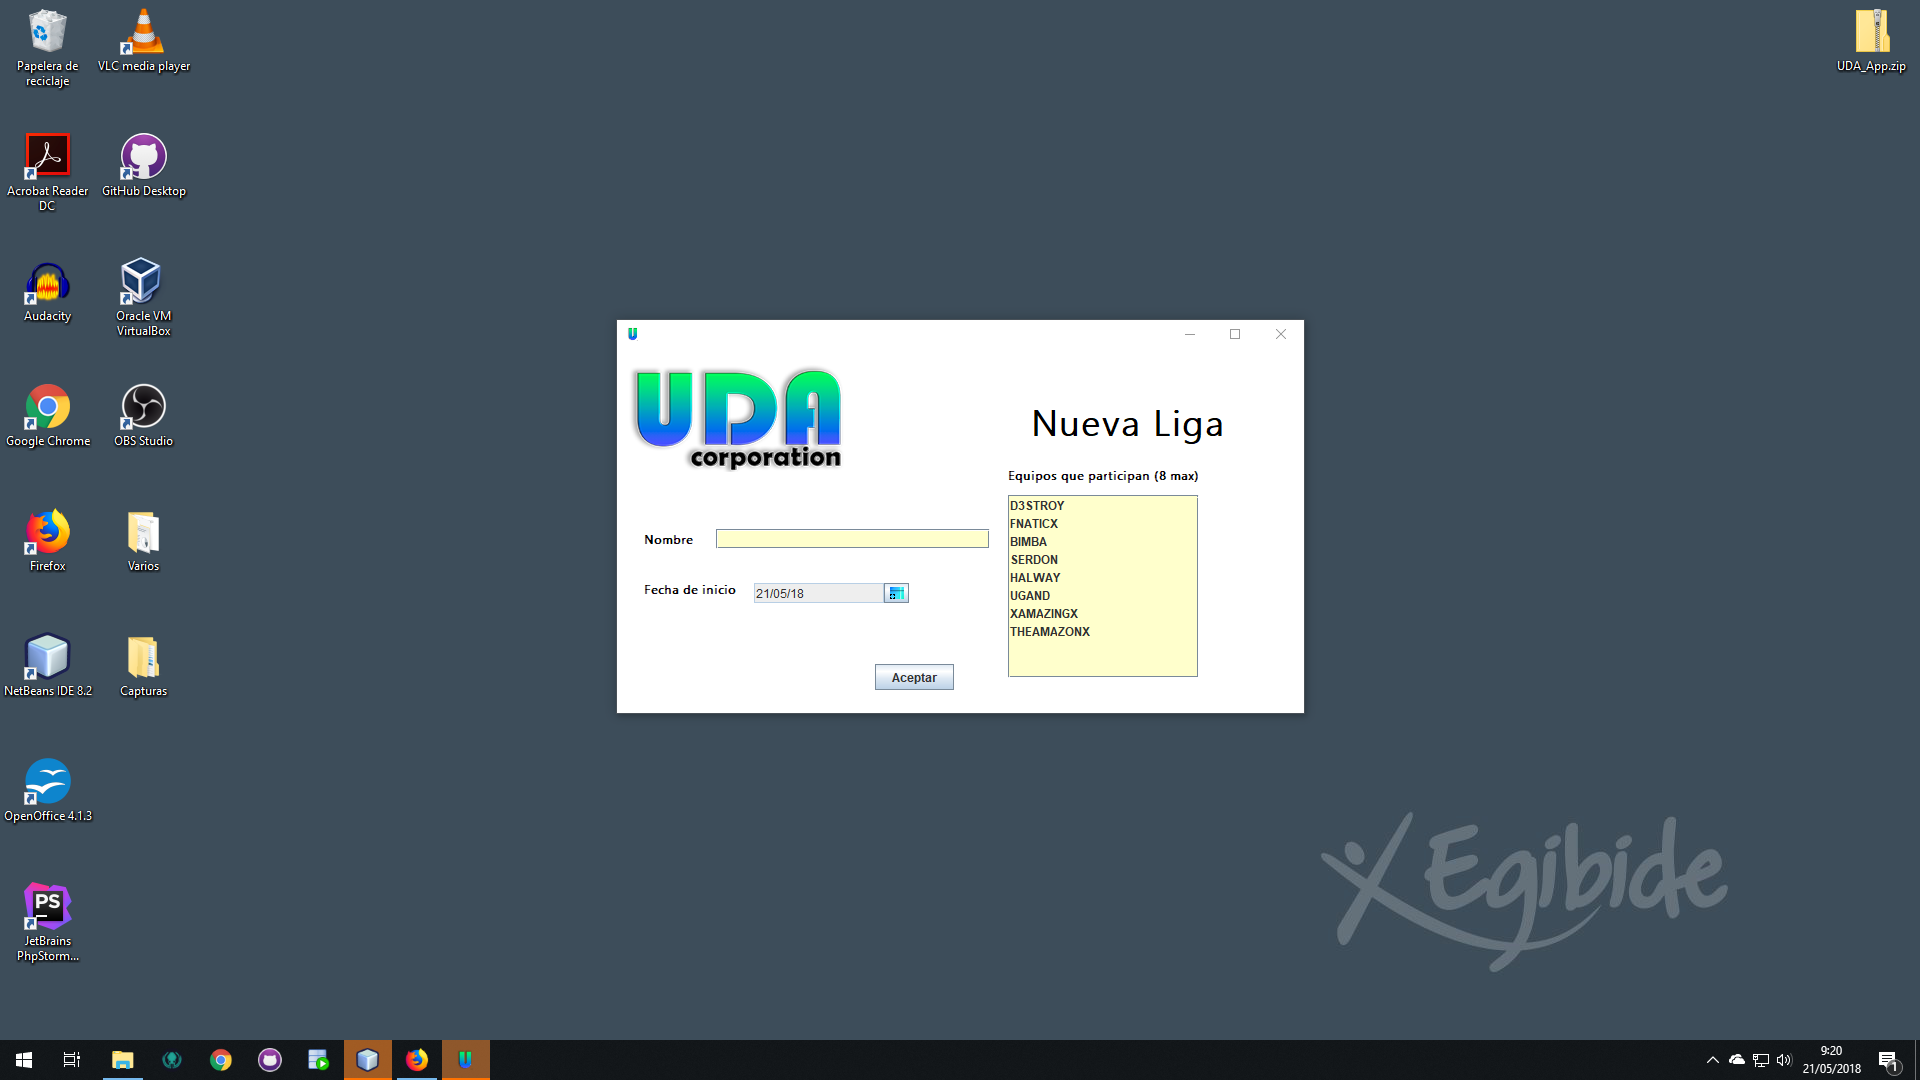 Papelera de
reciclaje
VLC media player
UDA_App.zip
Acrobat Reader
DC
GitHub Desktop
Audacity
Oracle VM
VirtualBox
Google Chrome
OBS Studio
Firefox
Varios
NetBeans IDE 8.2
Capturas
OpenOffice 4.1.3
PS
JetBrains
PhpStorm...
U
UDA
corporation
Nueva Liga
Equipos que participan (8 max)
D3STROY
FNATICX
BIMBA
SERDON
HALWAY
UGAND
XAMAZINGX
THEAMAZONX
Nombre
Fecha de inicio
21/05/18
Aceptar
Egibide
U
9:20
21/05/2018
1